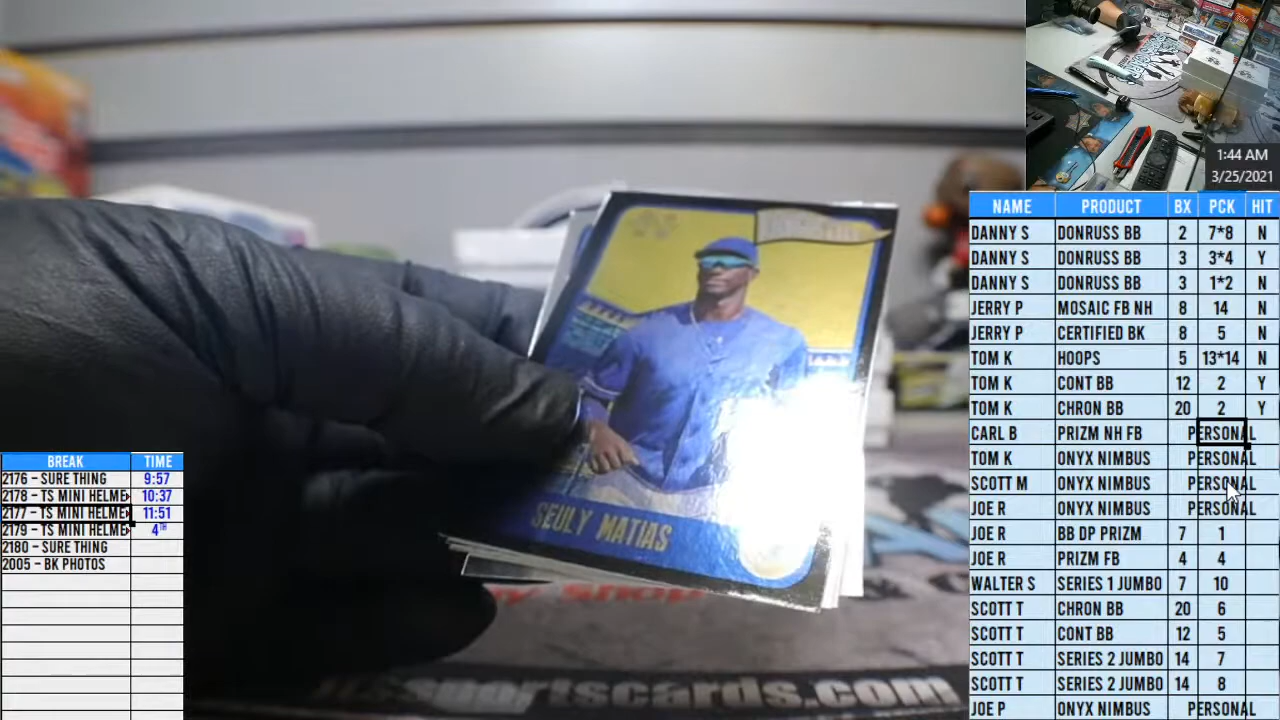 1:44 AM
3/25/2021
NAME PRODUCT BX PCK HIT
DANNY S DONRUSS BB 2 7*8 N
DANNY S DONRUSS BB 3 3*4 Y
DANNY S DONRUSS BB 3 1*2 N
JERRY P MOSAIC FB NH 8 14 N
JERRY P CERTIFIED BK 8 5 N
TOM K HOOPS 5 13*14 N
TOM K CONT BB 12 2 Y
TOM K CHRON BB 20 2 Y
CARL B PRIZM NH FB PERSONAL
TOM K ONYX NIMBUS PERSONAL
SCOTT M ONYX NIMBUS PERSONAL
JOE R ONYX NIMBUS PERSONAL
JOE R BB DP PRIZM 7 1
JOE R PRIZM FB 4 4
WALTER S SERIES 1 JUMBO 7 10
SCOTT T CHRON BB 20 6
SCOTT T CONT BB 12 5
SCOTT T SERIES 2 JUMBO 14 7
SCOTT T SERIES 2 JUMBO 14 8
JOE P ONYX NIMBUS PERSONAL
BREAK TIME
2176 – SURE THING 9:57
2178 – TS MINI HELME 10:37
2177 – TS MINI HELME 11:51
2179 – TS MINI HELME 4TH
2180 – SURE THING
2005 – BK PHOTOS
SEULY MATIAS
sportscards.com